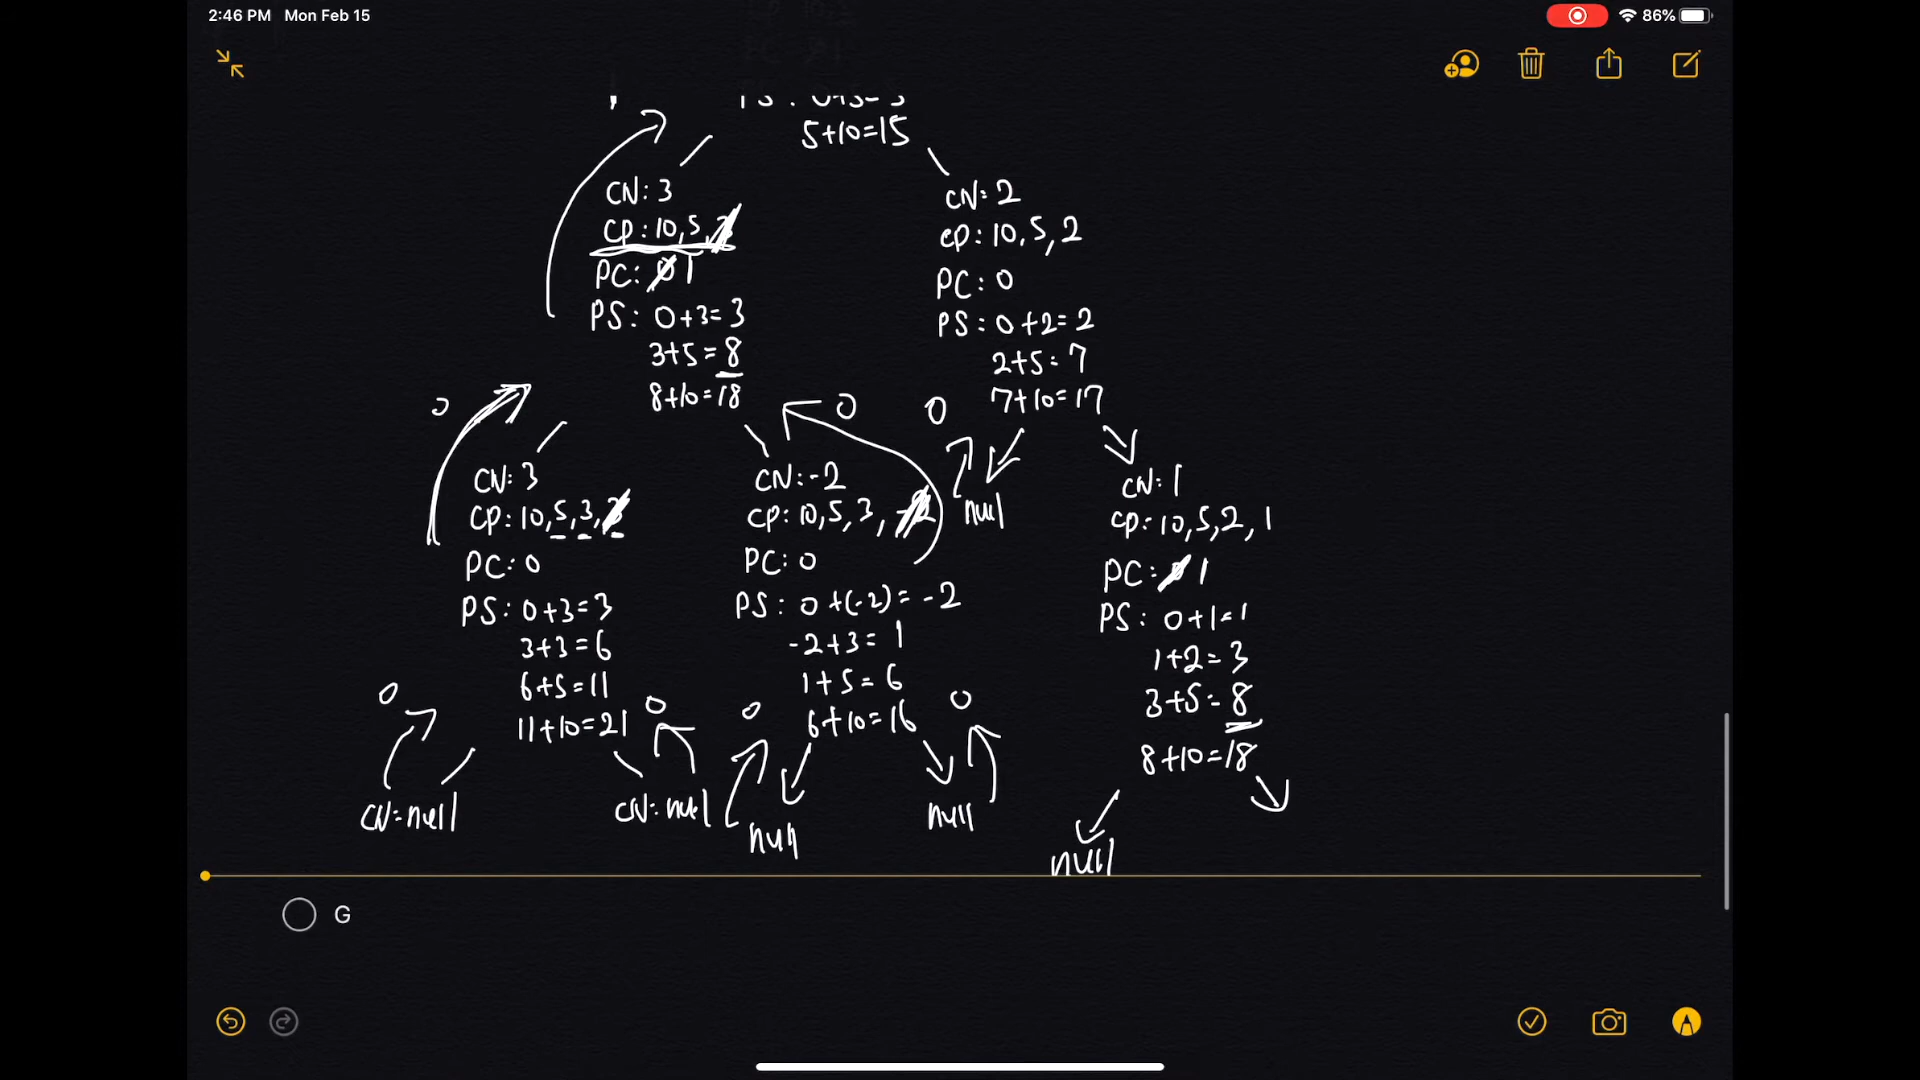 2:46 PM Mon Feb 15
86%
5+10=15
CN: 3
CP: 10, 5,
PC: 0 1
PS: 0+3=3
3+5=8
8+10=18
CN: 2
CP: 10, 5, 2
PC: 0
PS: 0+2=2
2+5=7
7+10=17
0
0
0
CN: 3
CP: 10, 5, 3,
PC: 0
PS: 0+3=3
3+3=6
6+5=11
11+10=21
CN: -2
CP: 10, 5, 3, -2
PC: 0
PS: 0+(-2)=-2
-2+3=1
1+5=6
6+10=16
null
CN: 1
CP: 10, 5, 2, 1
PC: 0 1
PS: 0+1=1
1+2=3
3+5=8
8+10=18
0
0
0
0
CN: null
CN: null
null
null
null
G